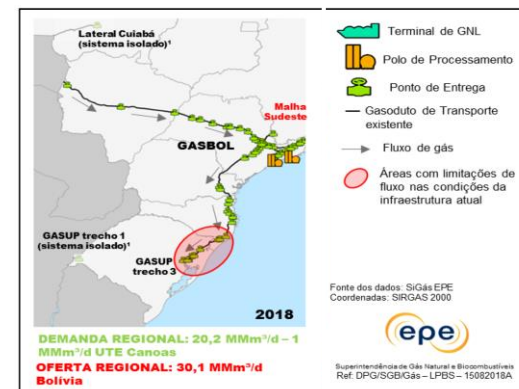 Lateral Cuiabá
(sistema isolado)¹
Malha
Sudeste
GASBOL
GASUP trecho 1
(sistema isolado)¹
GASUP
trecho 3
2018
DEMANDA REGIONAL: 20,2 MMm³/d – 1
MMm³/d UTE Canoas
OFERTA REGIONAL: 30,1 MMm³/d
Bolívia
Terminal de GNL
Polo de Processamento
Ponto de Entrega
Gasoduto de Transporte
existente
Fluxo de gás
Áreas com limitações de
fluxo nas condições da
infraestrutura atual
Fonte dos dados: SiGás EPE
Coordenadas: SIRGAS 2000
epe
Superintendência de Gás Natural e Biocombustíveis
Ref: DPG/SGB/Gás – LPBS – 15082018A